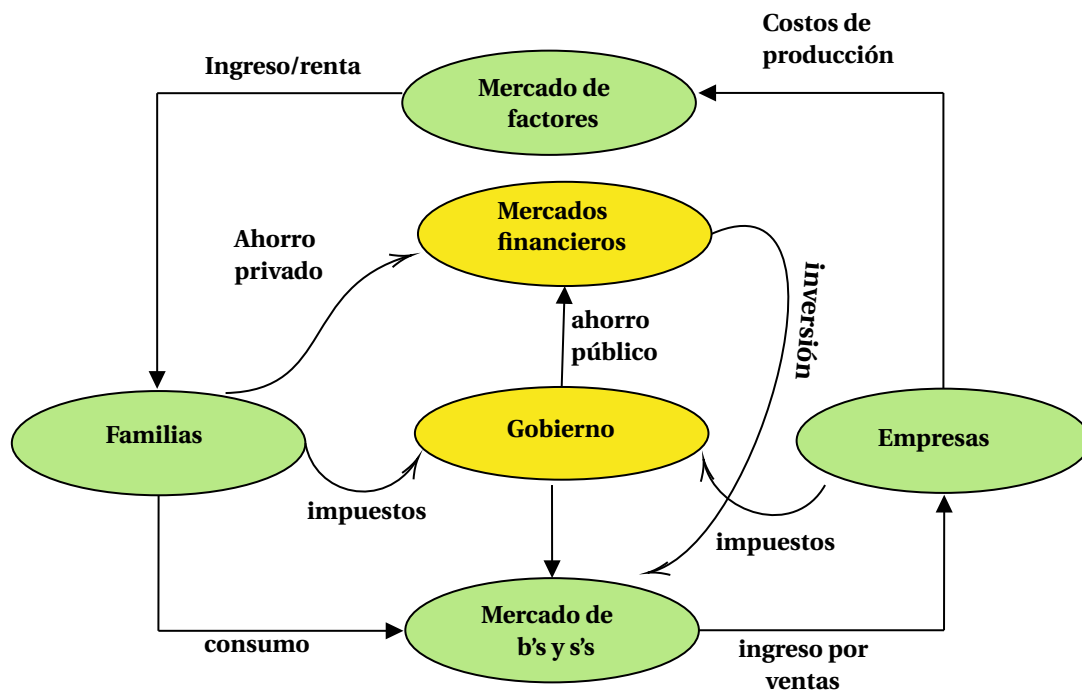 Costos de
producción
Ingreso/renta
Mercado de
factores
Mercados
financieros
Ahorro
privado
inversión
ahorro
público
Familias
Gobierno
Empresas
impuestos
impuestos
Mercado de
b's y s's
consumo
ingreso por
ventas